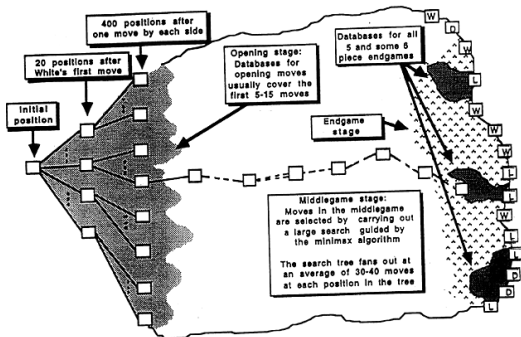 400 positions after
one move by each side
20 positions after
White's first move
Initial
position
Opening stage:
Databases for
opening moves
usually cover the
first 5-15 moves
Databases for all
5 and some 6
piece endgames
Endgame
stage
Middlegame stage:
Moves in the middlegame
are selected by carrying out
a large search guided by
the minimax algorithm
The search tree fans out at
an average of 30-40 moves
at each position in the tree
W
D
W
W
L
W
W
W
L
L
W
L
L
D
D
L